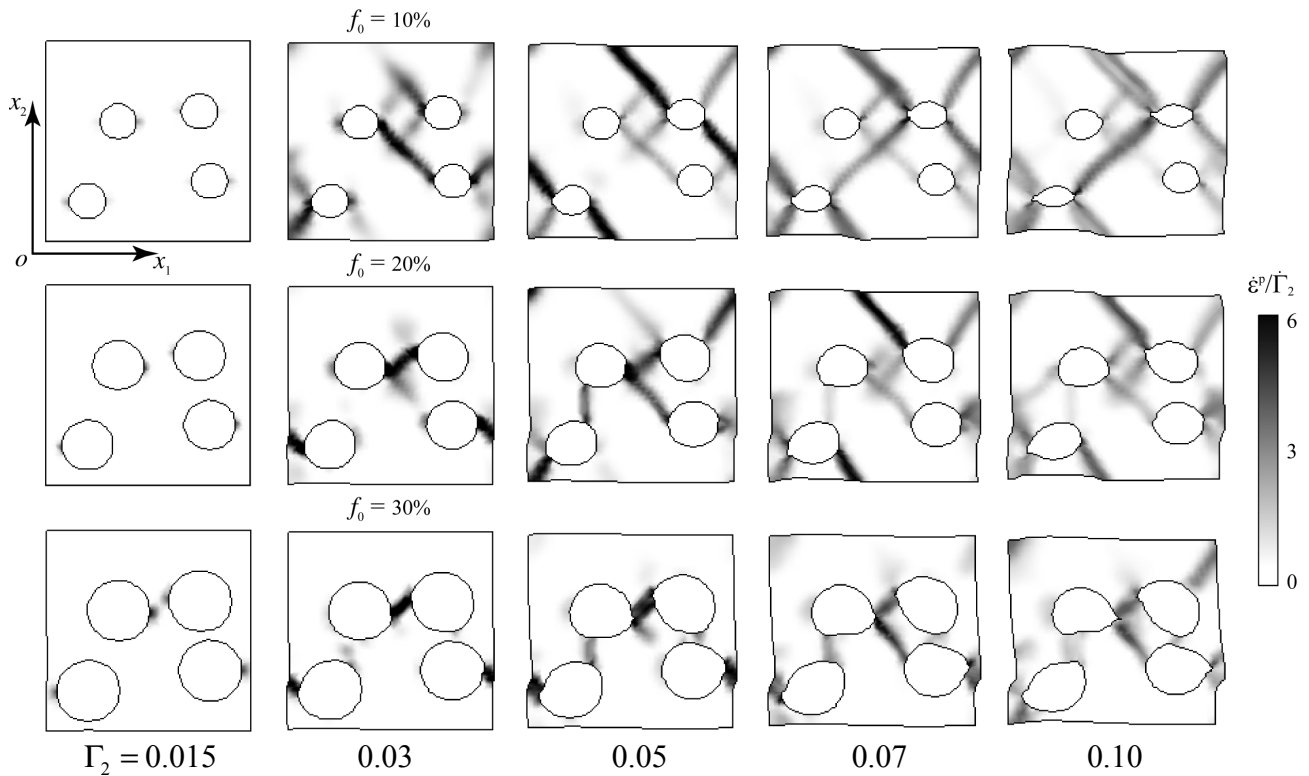 f₀ = 10%
x₂
o
x₁
f₀ = 20%
ε̇ᵖ/Γ̇₂
6
3
0
f₀ = 30%
Γ₂ = 0.015 0.03 0.05 0.07 0.10